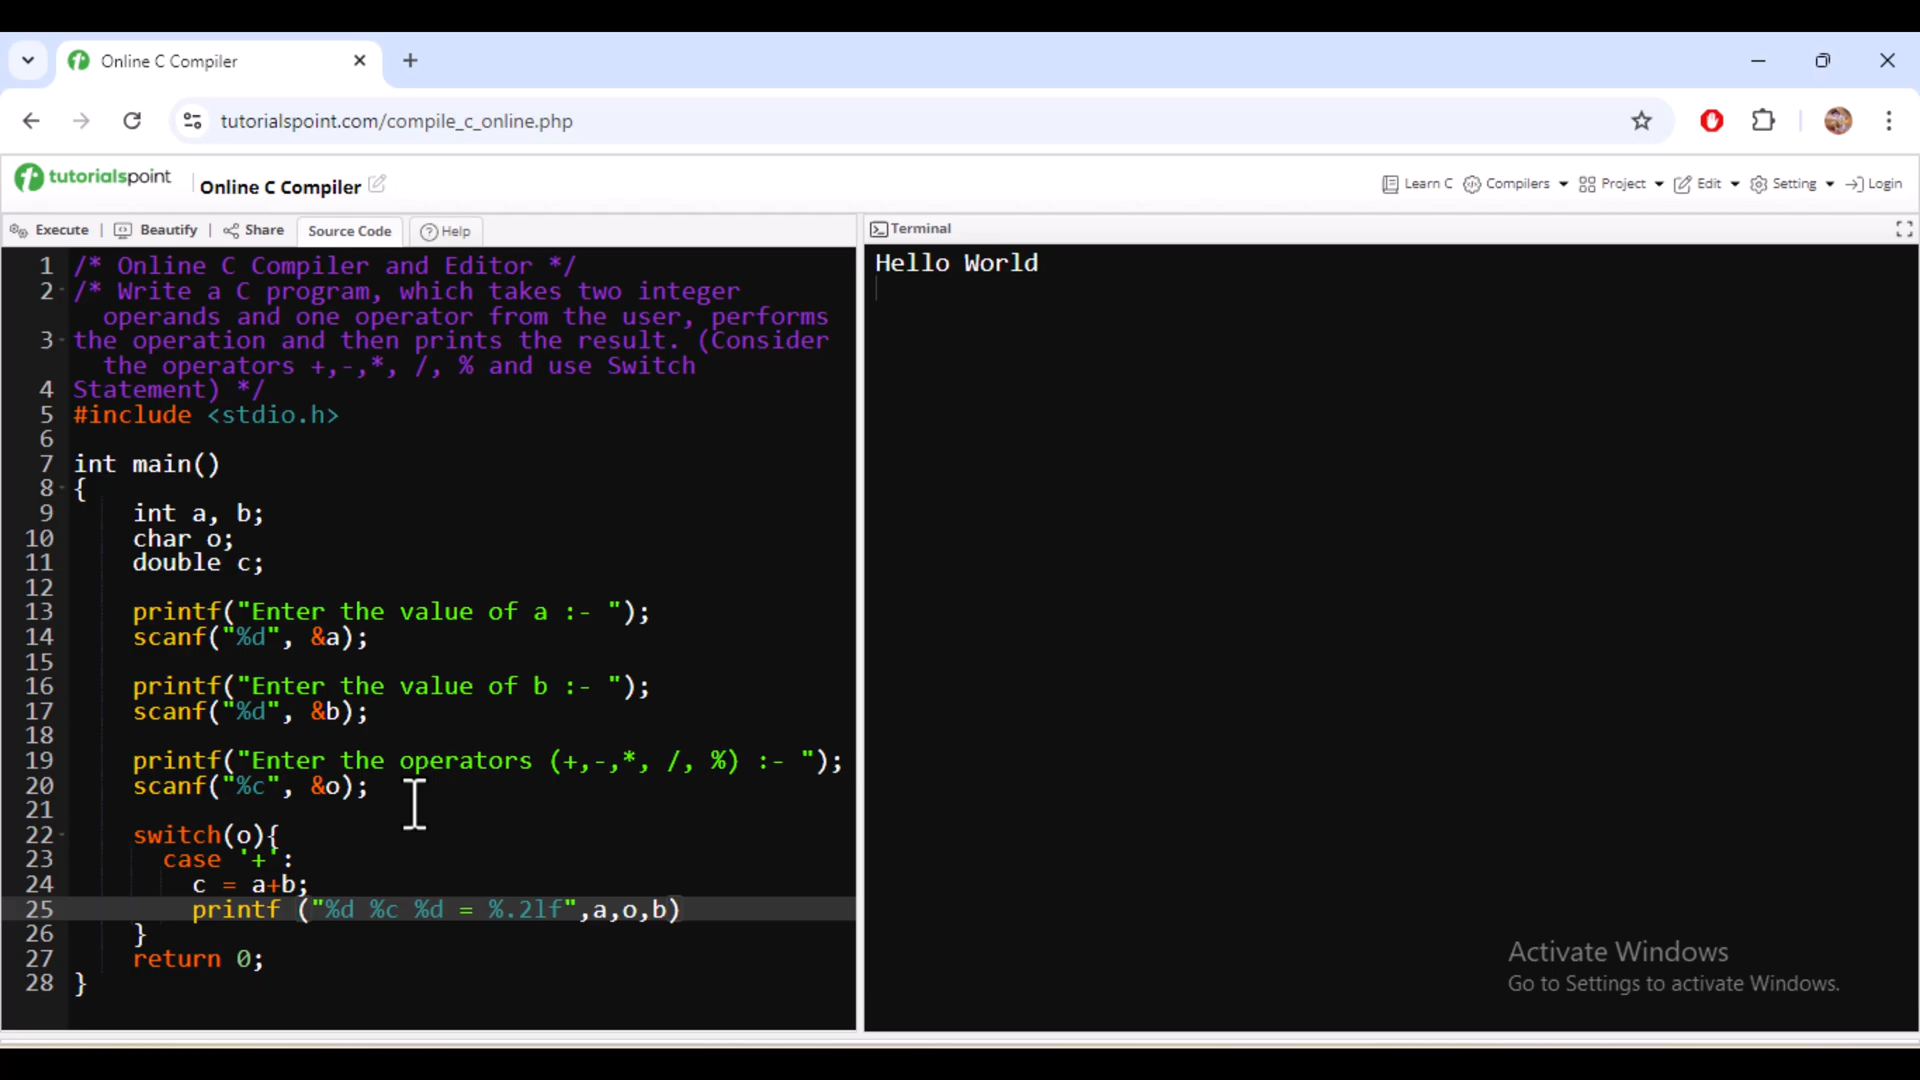 Online C Compiler
tutorialspoint.com/compile_c_online.php
tutorialspoint
Online C Compiler
Learn C Compilers Project Edit Setting Login
Execute Beautify Share Source Code Help
Terminal
1 /* Online C Compiler and Editor */
2 /* Write a C program, which takes two integer
operands and one operator from the user, performs
3 the operation and then prints the result. (Consider
the operators +,-,*, /, % and use Switch
4 Statement) */
5 #include <stdio.h>
6
7 int main()
8 {
9 int a, b;
10 char o;
11 double c;
12
13 printf("Enter the value of a :- ");
14 scanf("%d", &a);
15
16 printf("Enter the value of b :- ");
17 scanf("%d", &b);
18
19 printf("Enter the operators (+,-,*, /, %) :- ");
20 scanf("%c", &o);
21
22 switch(o){
23 case '+':
24 c = a+b;
25 printf ("%d %c %d = %.2lf",a,o,b)
26 }
27 return 0;
28 }
Hello World
Activate Windows
Go to Settings to activate Windows.